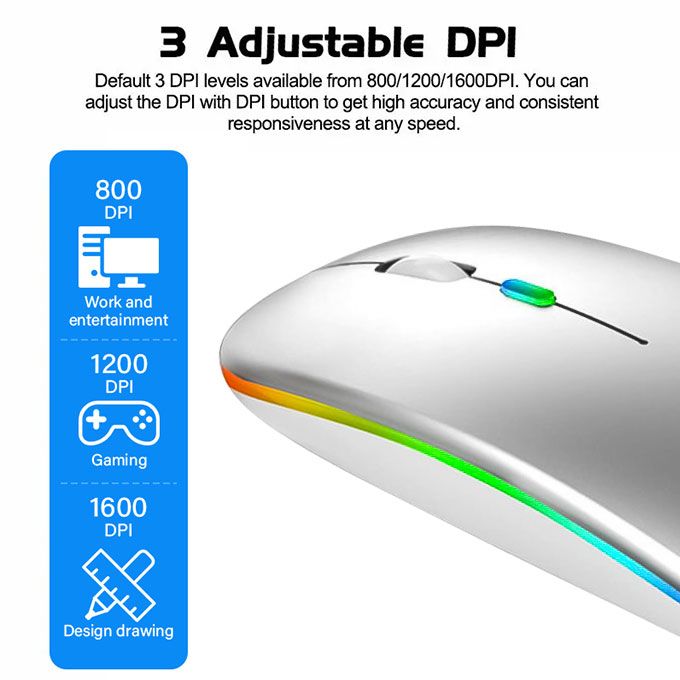 3 Adjustable DPI
Default 3 DPI levels available from 800/1200/1600DPI. You can
adjust the DPI with DPI button to get high accuracy and consistent
responsiveness at any speed.
800
DPI
Work and
entertainment
1200
DPI
Gaming
1600
DPI
Design drawing